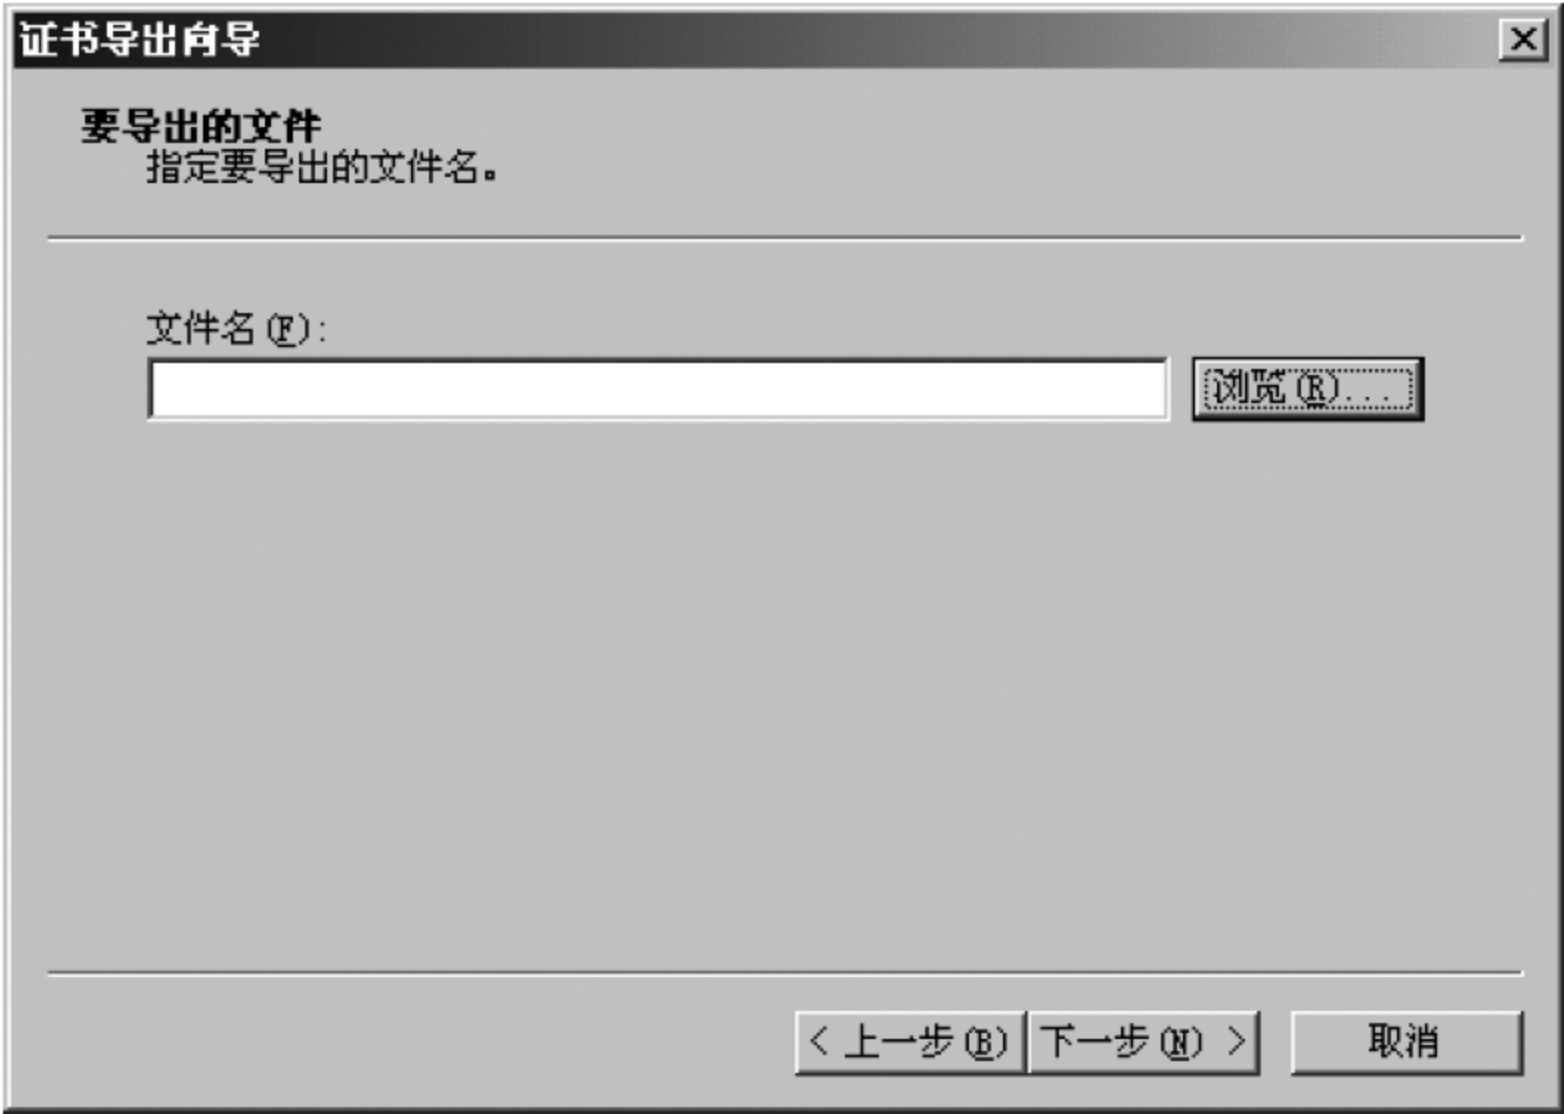 证书导出向导
要导出的文件
指定要导出的文件名。
文件名(F):
浏览(R)...
< 上一步(B) 下一步(N) > 取消